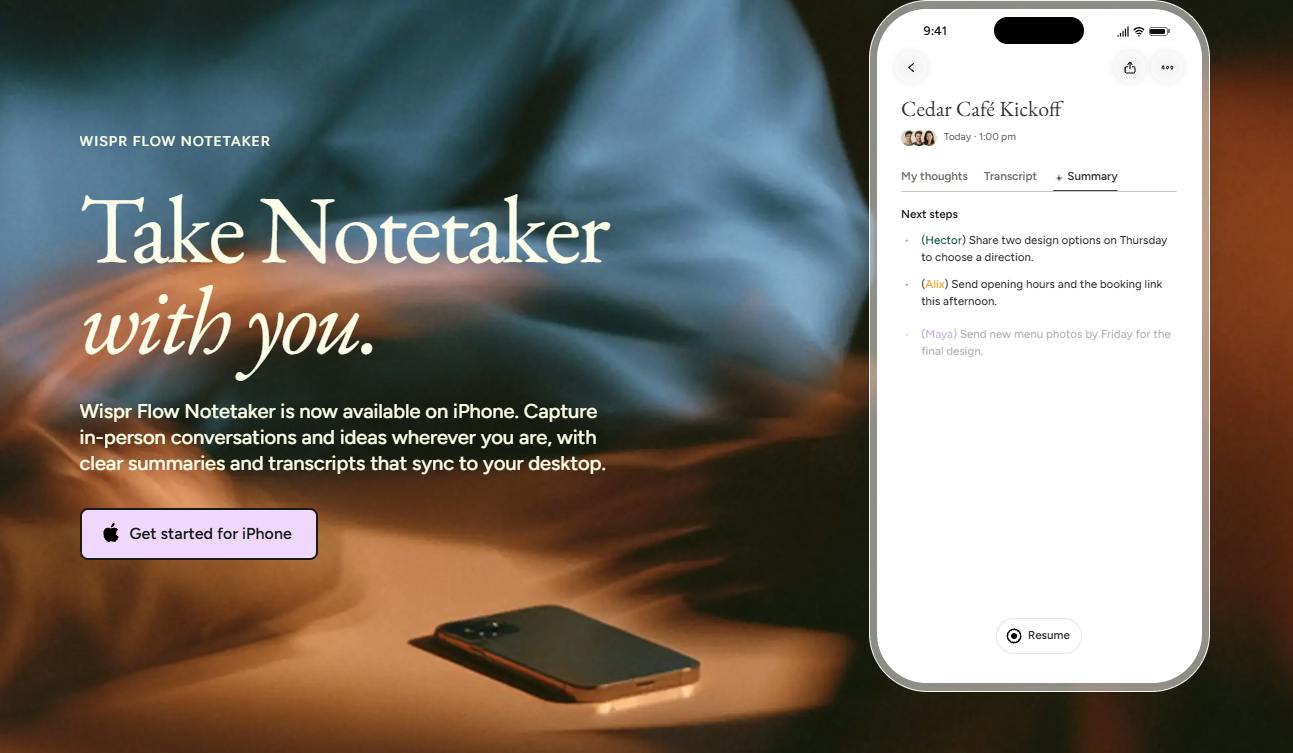 WISPR FLOW NOTETAKER
Take Notetaker
with you.
Wispr Flow Notetaker is now available on iPhone. Capture
in-person conversations and ideas wherever you are, with
clear summaries and transcripts that sync to your desktop.
Get started for iPhone
9:41
Cedar Café Kickoff
Today · 1:00 pm
My thoughts Transcript Summary
Next steps
(Hector) Share two design options on Thursday
to choose a direction.
(Alix) Send opening hours and the booking link
this afternoon.
(Maya) Send new menu photos by Friday for the
final design.
Resume